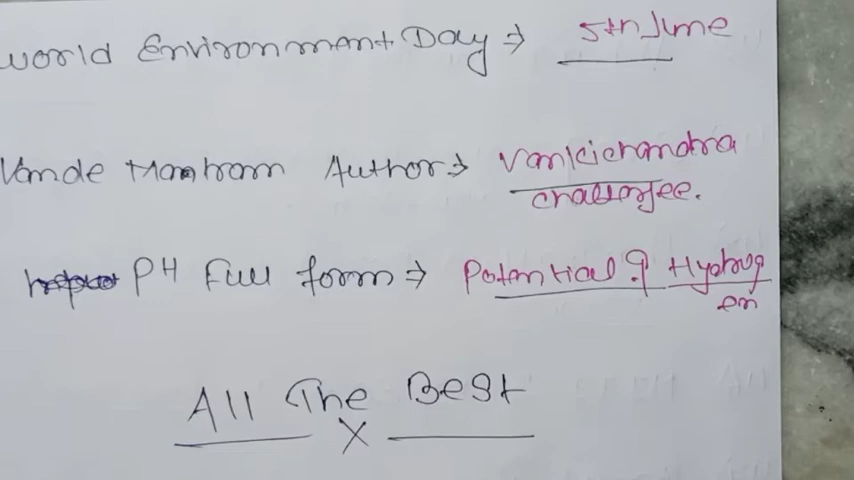 World Environment Day ⇒ 5th June
Vande Mantram Author ⇒ Vankichandra
Chatterjee.
PH Full form ⇒ Potential of Hydrog
en
All The Best
X